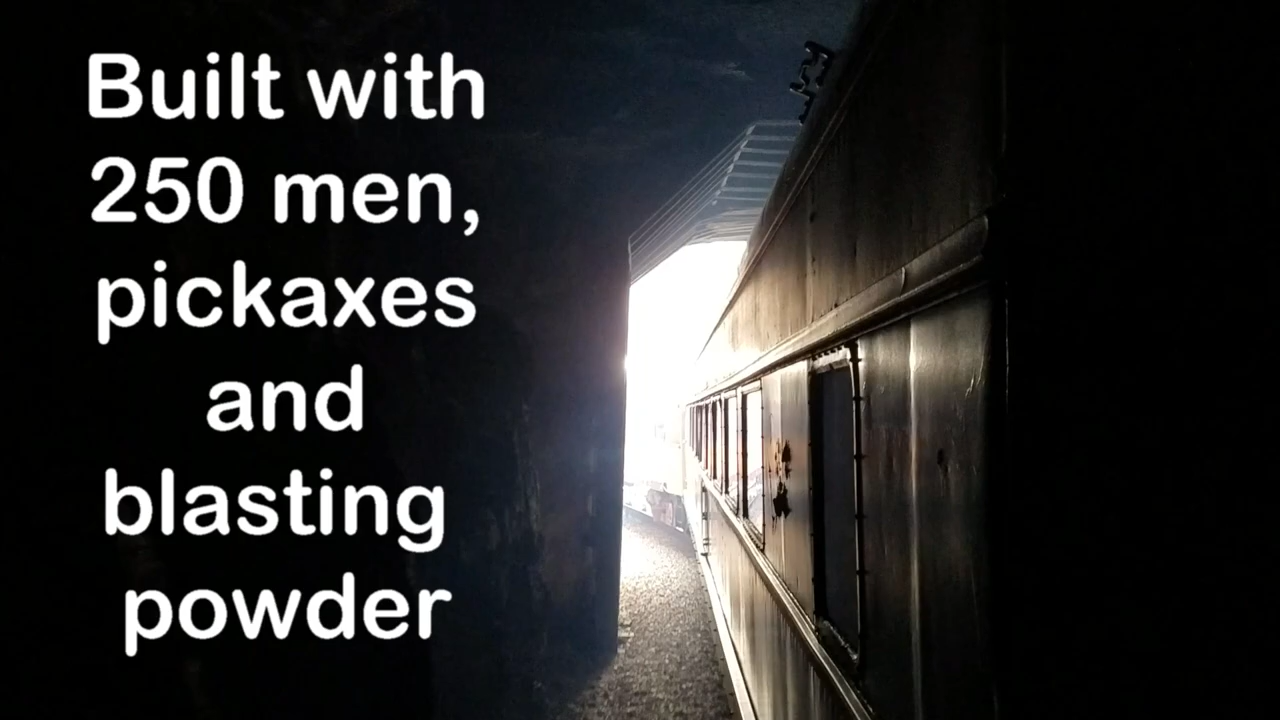 Built with
250 men,
pickaxes
and
blasting
powder